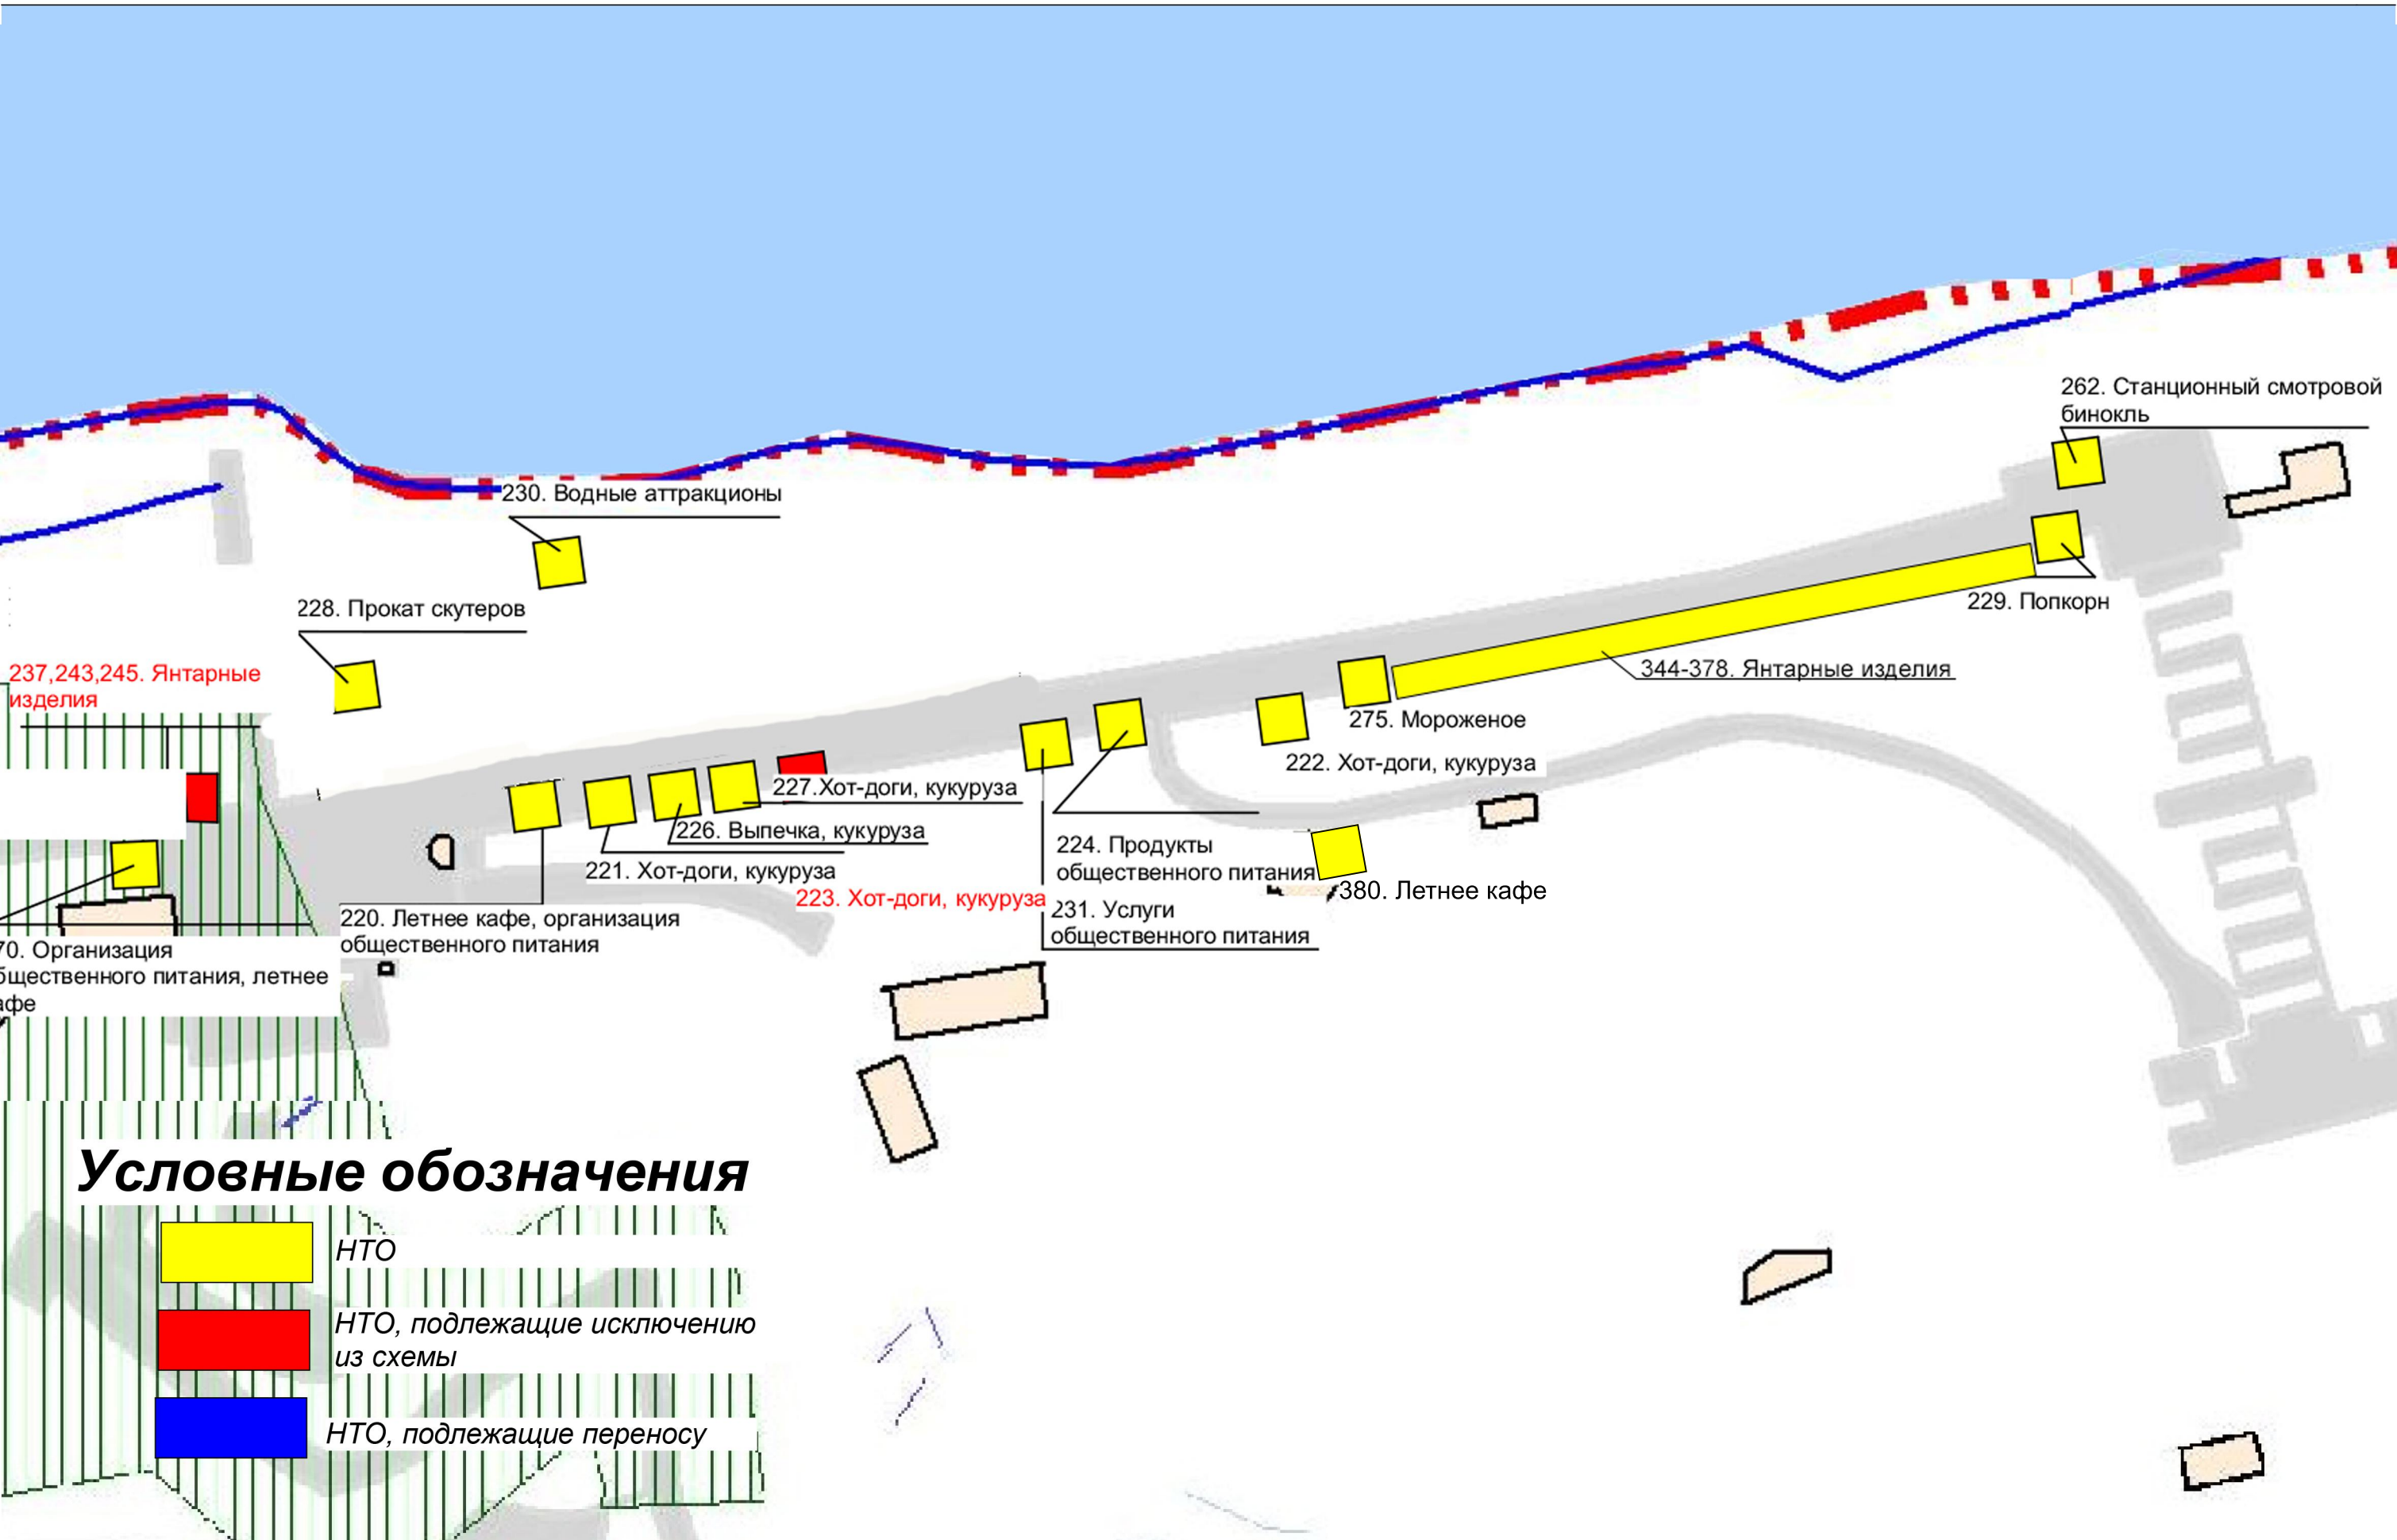 262. Станционный смотровой
бинокль
230. Водные аттракционы
228. Прокат скутеров
229. Попкорн
237,243,245. Янтарные
изделия
344-378. Янтарные изделия
275. Мороженое
222. Хот-доги, кукуруза
227.Хот-доги, кукуруза
226. Выпечка, кукуруза
221. Хот-доги, кукуруза
223. Хот-доги, кукуруза
224. Продукты
общественного питания
380. Летнее кафе
231. Услуги
общественного питания
220. Летнее кафе, организация
общественного питания
70. Организация
бщественного питания, летнее
афе
Условные обозначения
НТО
НТО, подлежащие исключению
из схемы
НТО, подлежащие переносу